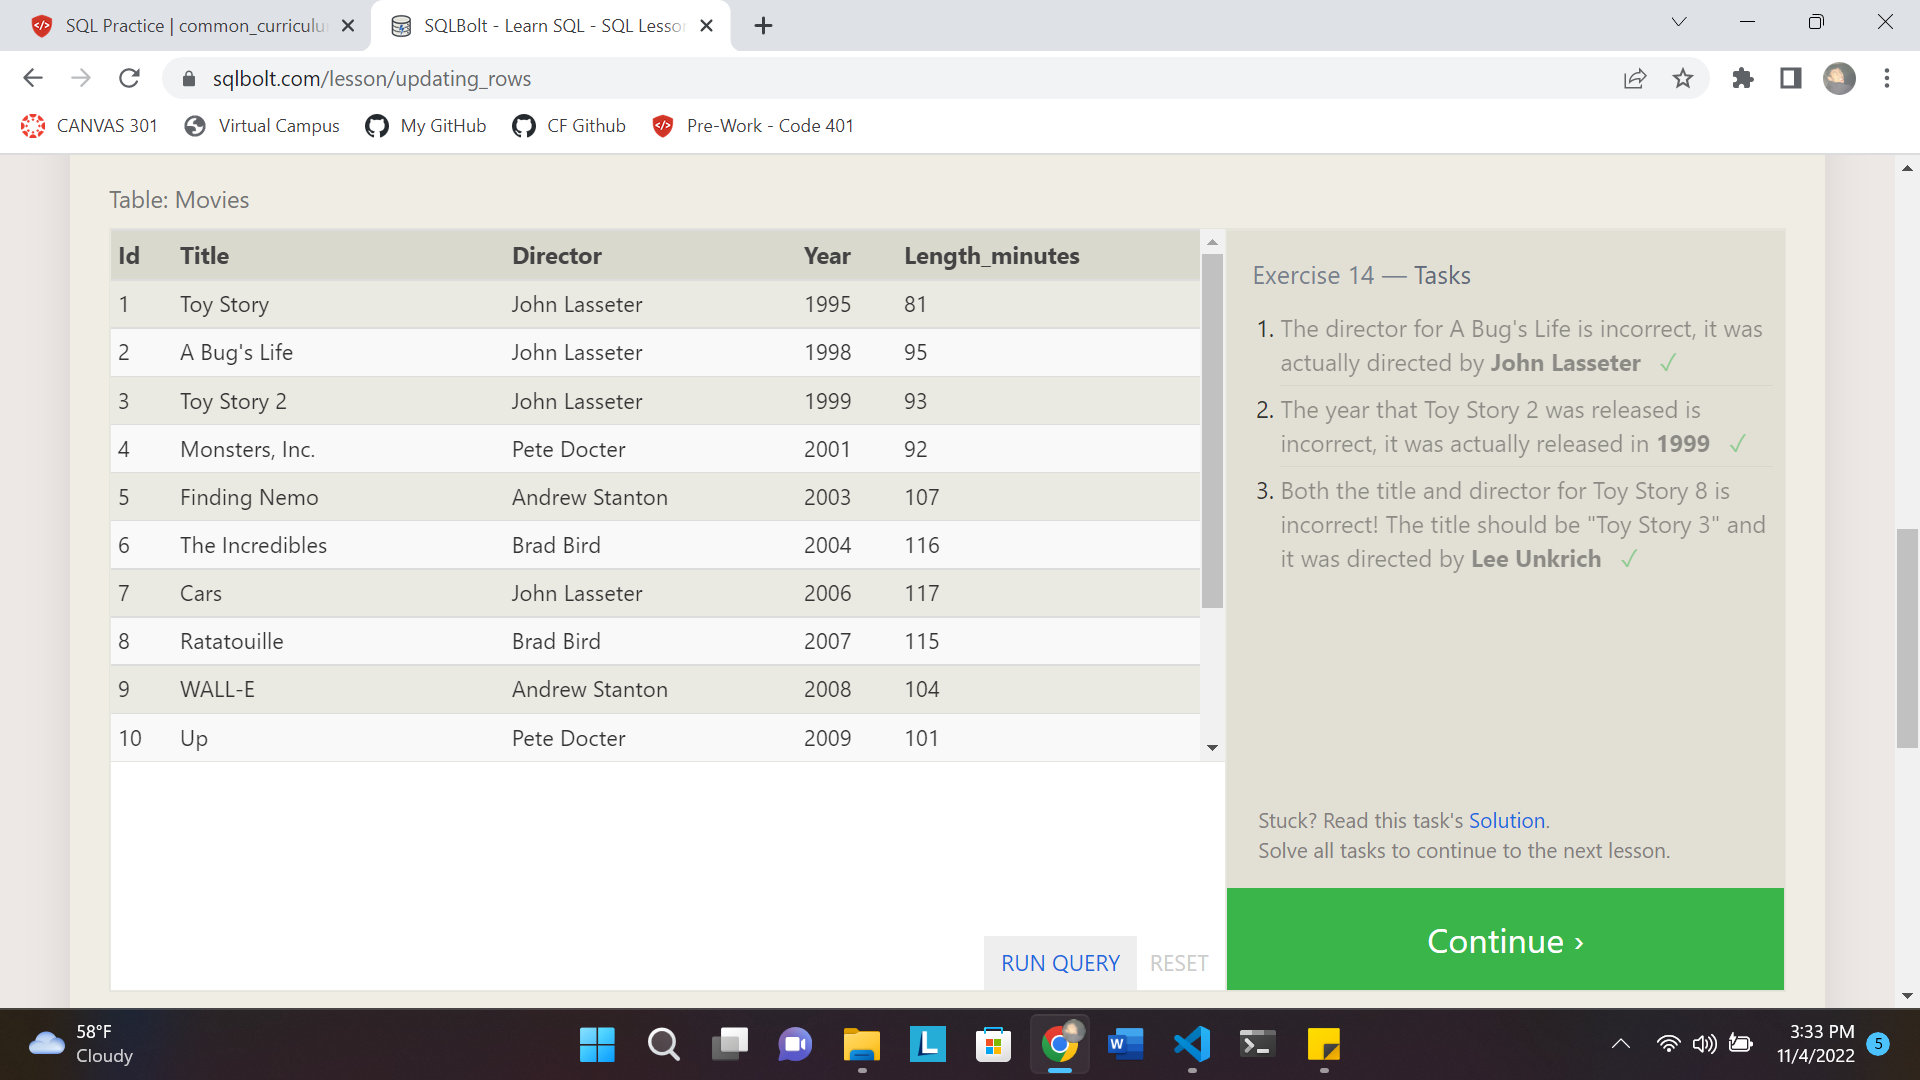 SQL Practice | common_curriculu
SQLBolt - Learn SQL - SQL Lesso
sqlbolt.com/lesson/updating_rows
CANVAS 301
Virtual Campus
My GitHub
CF Github
Pre-Work - Code 401
Table: Movies
Id Title Director Year Length_minutes
1 Toy Story John Lasseter 1995 81
2 A Bug's Life John Lasseter 1998 95
3 Toy Story 2 John Lasseter 1999 93
4 Monsters, Inc. Pete Docter 2001 92
5 Finding Nemo Andrew Stanton 2003 107
6 The Incredibles Brad Bird 2004 116
7 Cars John Lasseter 2006 117
8 Ratatouille Brad Bird 2007 115
9 WALL-E Andrew Stanton 2008 104
10 Up Pete Docter 2009 101
RUN QUERY
RESET
Exercise 14 — Tasks
1. The director for A Bug's Life is incorrect, it was
actually directed by John Lasseter ✓
2. The year that Toy Story 2 was released is
incorrect, it was actually released in 1999 ✓
3. Both the title and director for Toy Story 8 is
incorrect! The title should be "Toy Story 3" and
it was directed by Lee Unkrich ✓
Stuck? Read this task's Solution.
Solve all tasks to continue to the next lesson.
Continue ›
58°F
Cloudy
L
W
3:33 PM
11/4/2022
5